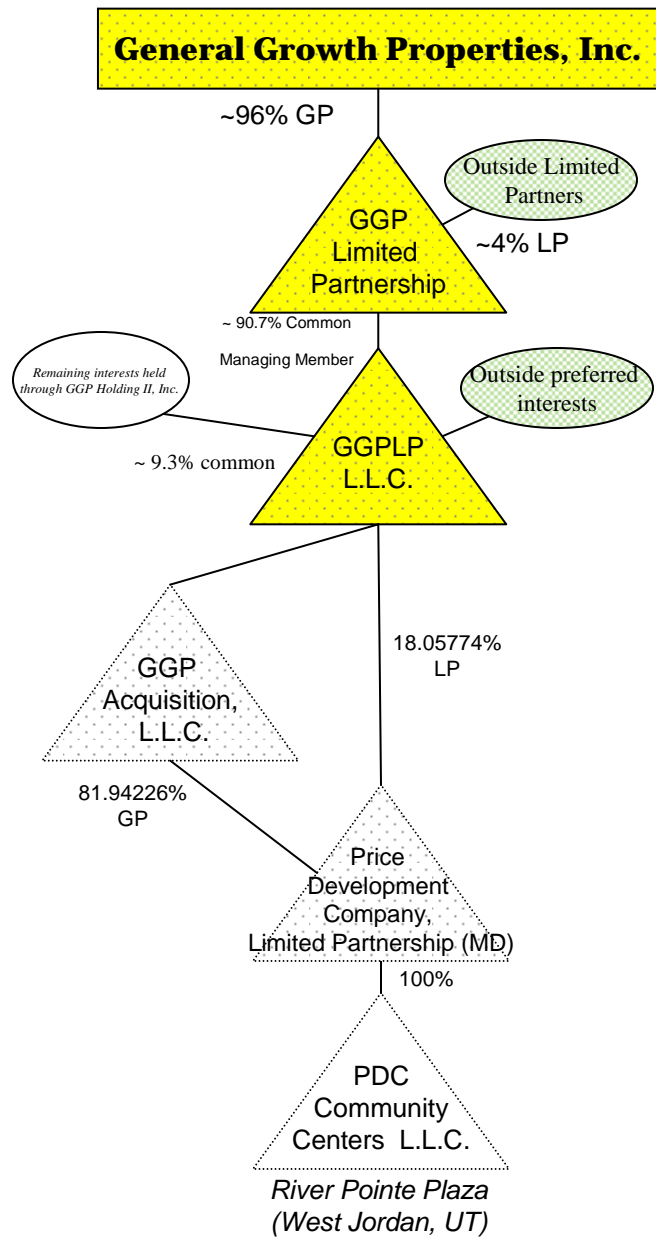 General Growth Properties, Inc.
~96% GP
Outside Limited
Partners
GGP
Limited
Partnership
~4% LP
~ 90.7% Common
Managing Member
Remaining interests held
through GGP Holding II, Inc.
Outside preferred
interests
~ 9.3% common
GGPLP
L.L.C.
18.05774%
LP
GGP
Acquisition,
L.L.C.
81.94226%
GP
Price
Development
Company,
Limited Partnership (MD)
100%
PDC
Community
Centers L.L.C.
River Pointe Plaza
(West Jordan, UT)